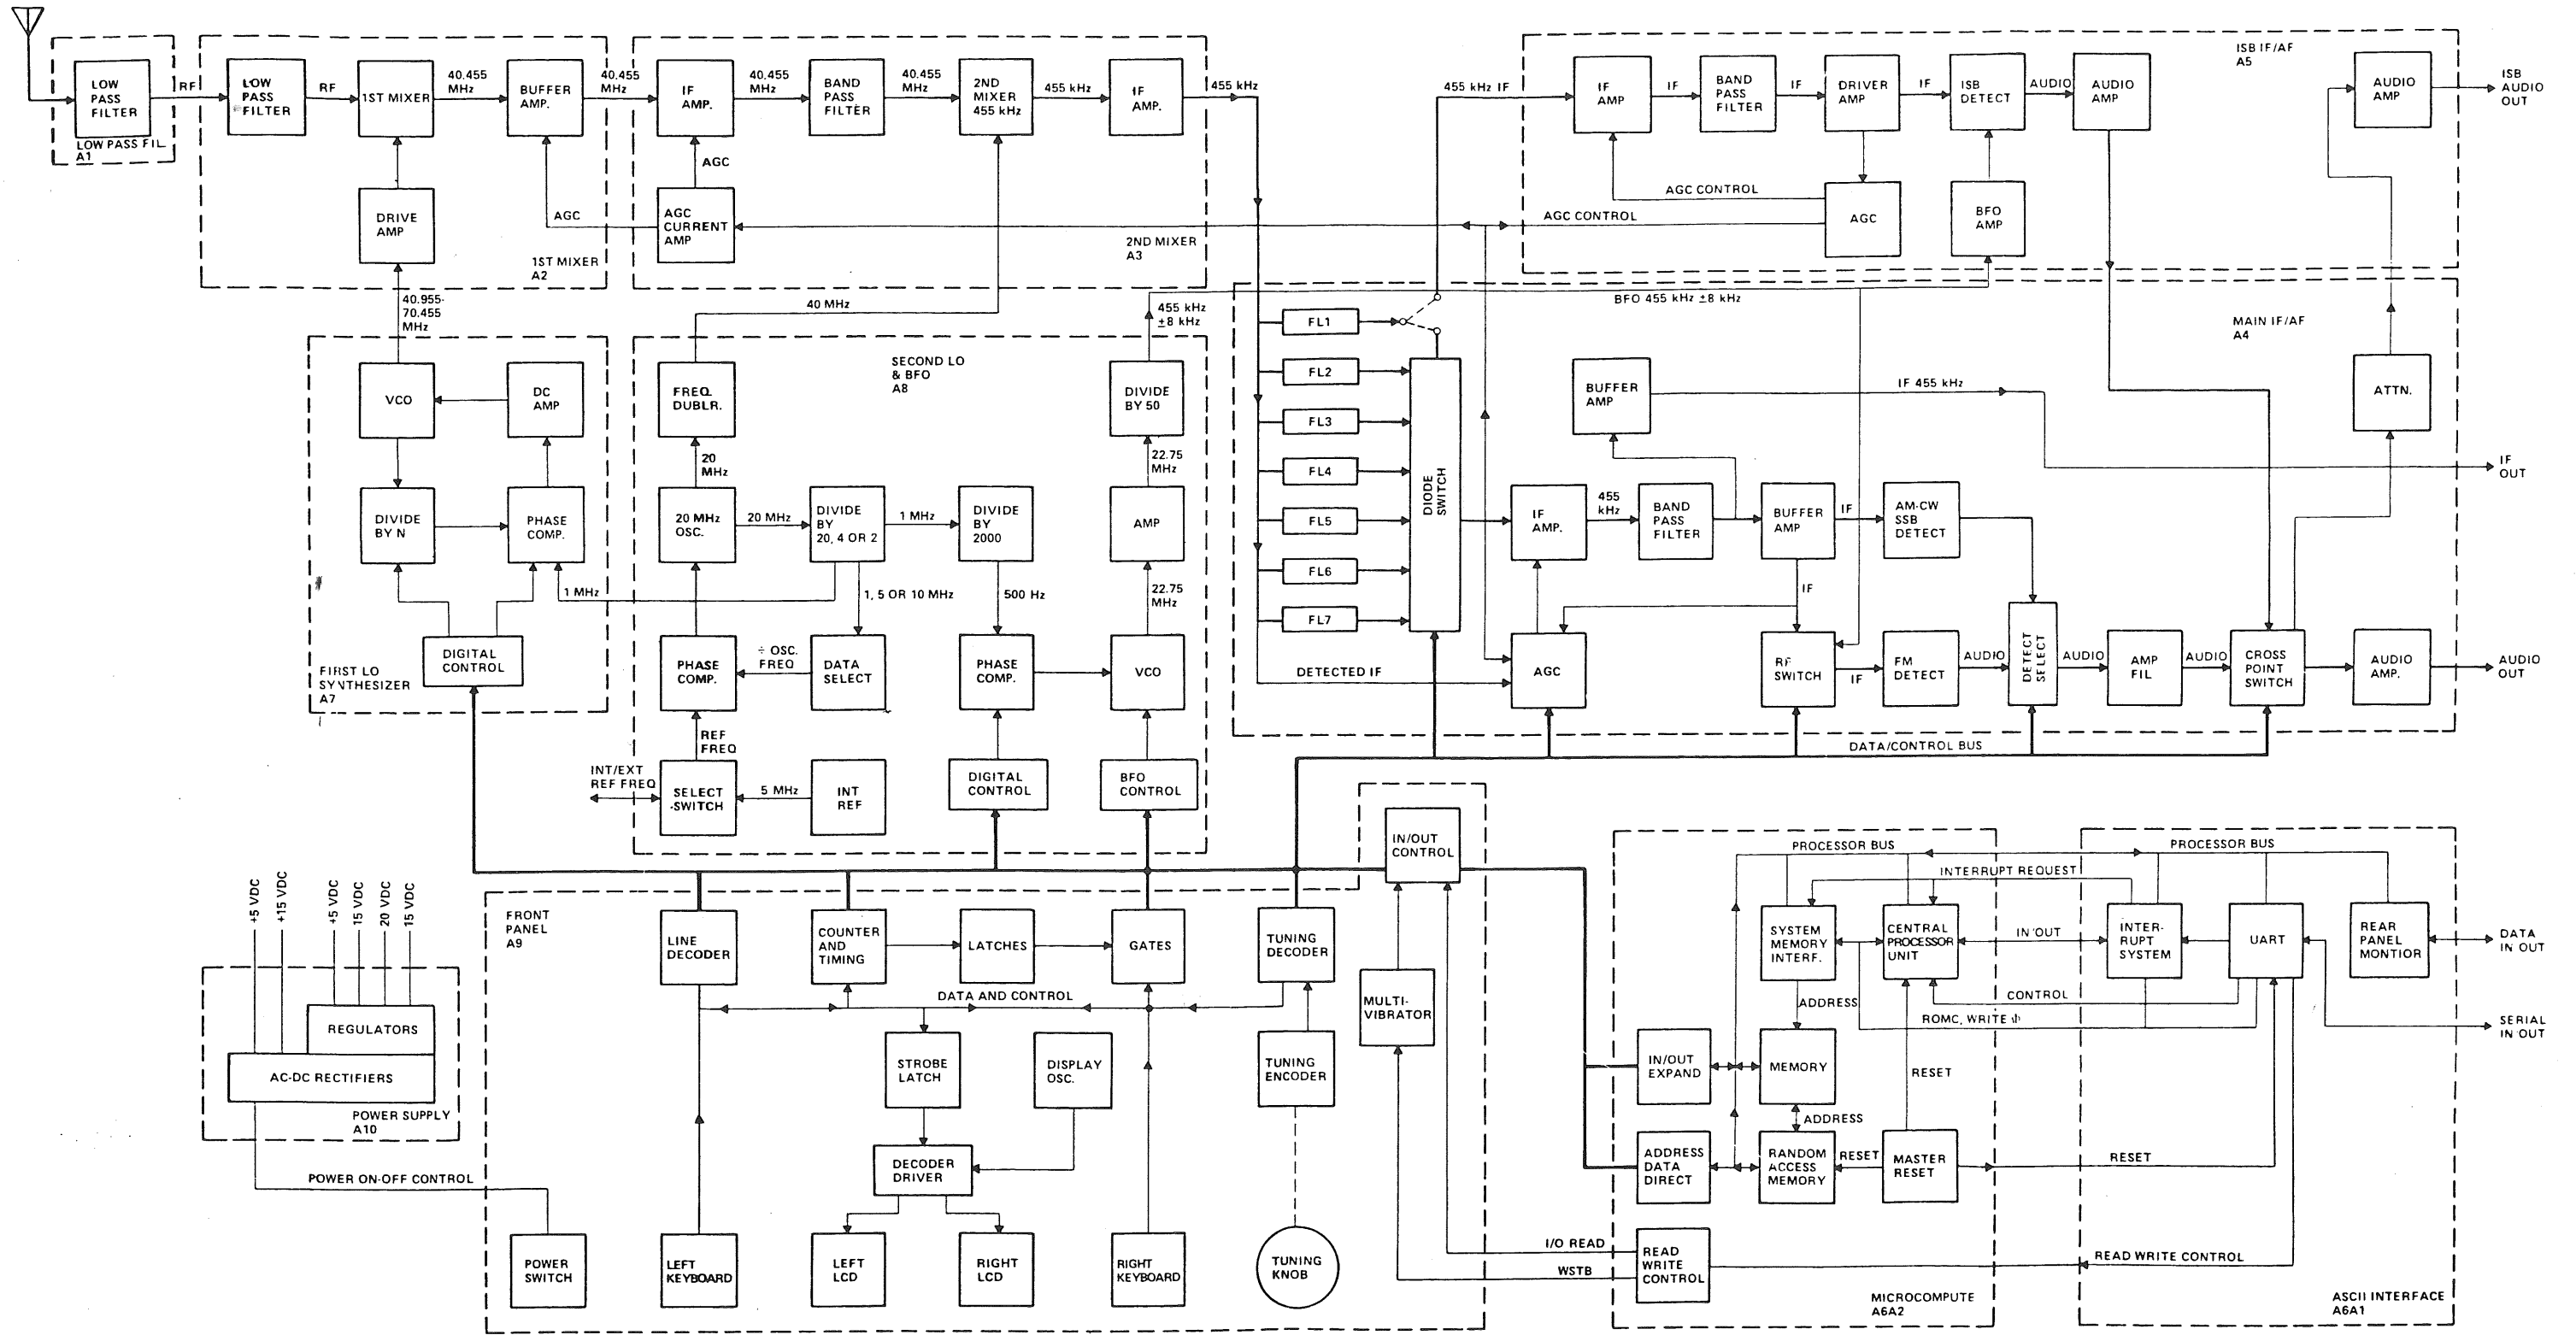 LOW
PASS
FILTER
LOW PASS FIL
A1
RF
LOW
PASS
FILTER
RF
1ST MIXER
40.455
MHz
BUFFER
AMP.
40.455
MHz
DRIVE
AMP
AGC
1ST MIXER
A2
IF
AMP.
40.455
MHz
BAND
PASS
FILTER
40.455
MHz
2ND
MIXER
455 kHz
455 kHz
IF
AMP.
455 kHz
AGC
AGC
CURRENT
AMP
2ND MIXER
A3
455 kHz IF
IF
AMP
IF
BAND
PASS
FILTER
IF
DRIVER
AMP
IF
ISB
DETECT
AUDIO
AUDIO
AMP
ISB IF/AF
A5
AUDIO
AMP
ISB
AUDIO
OUT
AGC CONTROL
AGC CONTROL
AGC
BFO
AMP
40.955-
70.455
MHz
40 MHz
455 kHz
±8 kHz
BFO 455 kHz ±8 kHz
MAIN IF/AF
A4
VCO
DC
AMP
DIVIDE
BY N
PHASE
COMP.
1 MHz
DIGITAL
CONTROL
FIRST LO
SYNTHESIZER
A7
SECOND LO
& BFO
A8
FREQ.
DUBLR.
DIVIDE
BY 50
20
MHz
22.75
MHz
20 MHz
OSC.
20 MHz
DIVIDE
BY
20, 4 OR 2
1 MHz
DIVIDE
BY
2000
AMP
1, 5 OR 10 MHz
500 Hz
22.75
MHz
PHASE
COMP.
÷ OSC.
FREQ
DATA
SELECT
PHASE
COMP.
VCO
REF
FREQ
INT/EXT
REF FREQ
SELECT
SWITCH
5 MHz
INT
REF
DIGITAL
CONTROL
BFO
CONTROL
FL1
FL2
FL3
FL4
FL5
FL6
FL7
DIODE
SWITCH
DETECTED IF
BUFFER
AMP
IF 455 kHz
ATTN.
IF
OUT
IF
AMP.
455
kHz
BAND
PASS
FILTER
BUFFER
AMP
IF
AM-CW
SSB
DETECT
IF
AGC
RF
SWITCH
IF
FM
DETECT
AUDIO
DETECT
SELECT
AUDIO
AMP
FIL
AUDIO
CROSS
POINT
SWITCH
AUDIO
AMP.
AUDIO
OUT
DATA/CONTROL BUS
+5 VDC
+15 VDC
+5 VDC
15 VDC
20 VDC
15 VDC
REGULATORS
AC-DC RECTIFIERS
POWER SUPPLY
A10
POWER ON-OFF CONTROL
FRONT
PANEL
A9
LINE
DECODER
COUNTER
AND
TIMING
LATCHES
GATES
TUNING
DECODER
DATA AND CONTROL
STROBE
LATCH
DISPLAY
OSC.
TUNING
ENCODER
DECODER
DRIVER
POWER
SWITCH
LEFT
KEYBOARD
LEFT
LCD
RIGHT
LCD
RIGHT
KEYBOARD
TUNING
KNOB
IN/OUT
CONTROL
MULTI-
VIBRATOR
I/O READ
WSTB
PROCESSOR BUS
PROCESSOR BUS
INTERRUPT REQUEST
SYSTEM
MEMORY
INTERF.
CENTRAL
PROCESSOR
UNIT
IN OUT
INTER-
RUPT
SYSTEM
UART
REAR
PANEL
MONTIOR
DATA
IN OUT
ADDRESS
CONTROL
ROMC, WRITE ϕ
SERIAL
IN OUT
IN/OUT
EXPAND
MEMORY
RESET
ADDRESS
ADDRESS
DATA
DIRECT
RANDOM
ACCESS
MEMORY
RESET
MASTER
RESET
RESET
READ
WRITE
CONTROL
READ WRITE CONTROL
MICROCOMPUTE
A6A2
ASCII INTERFACE
A6A1